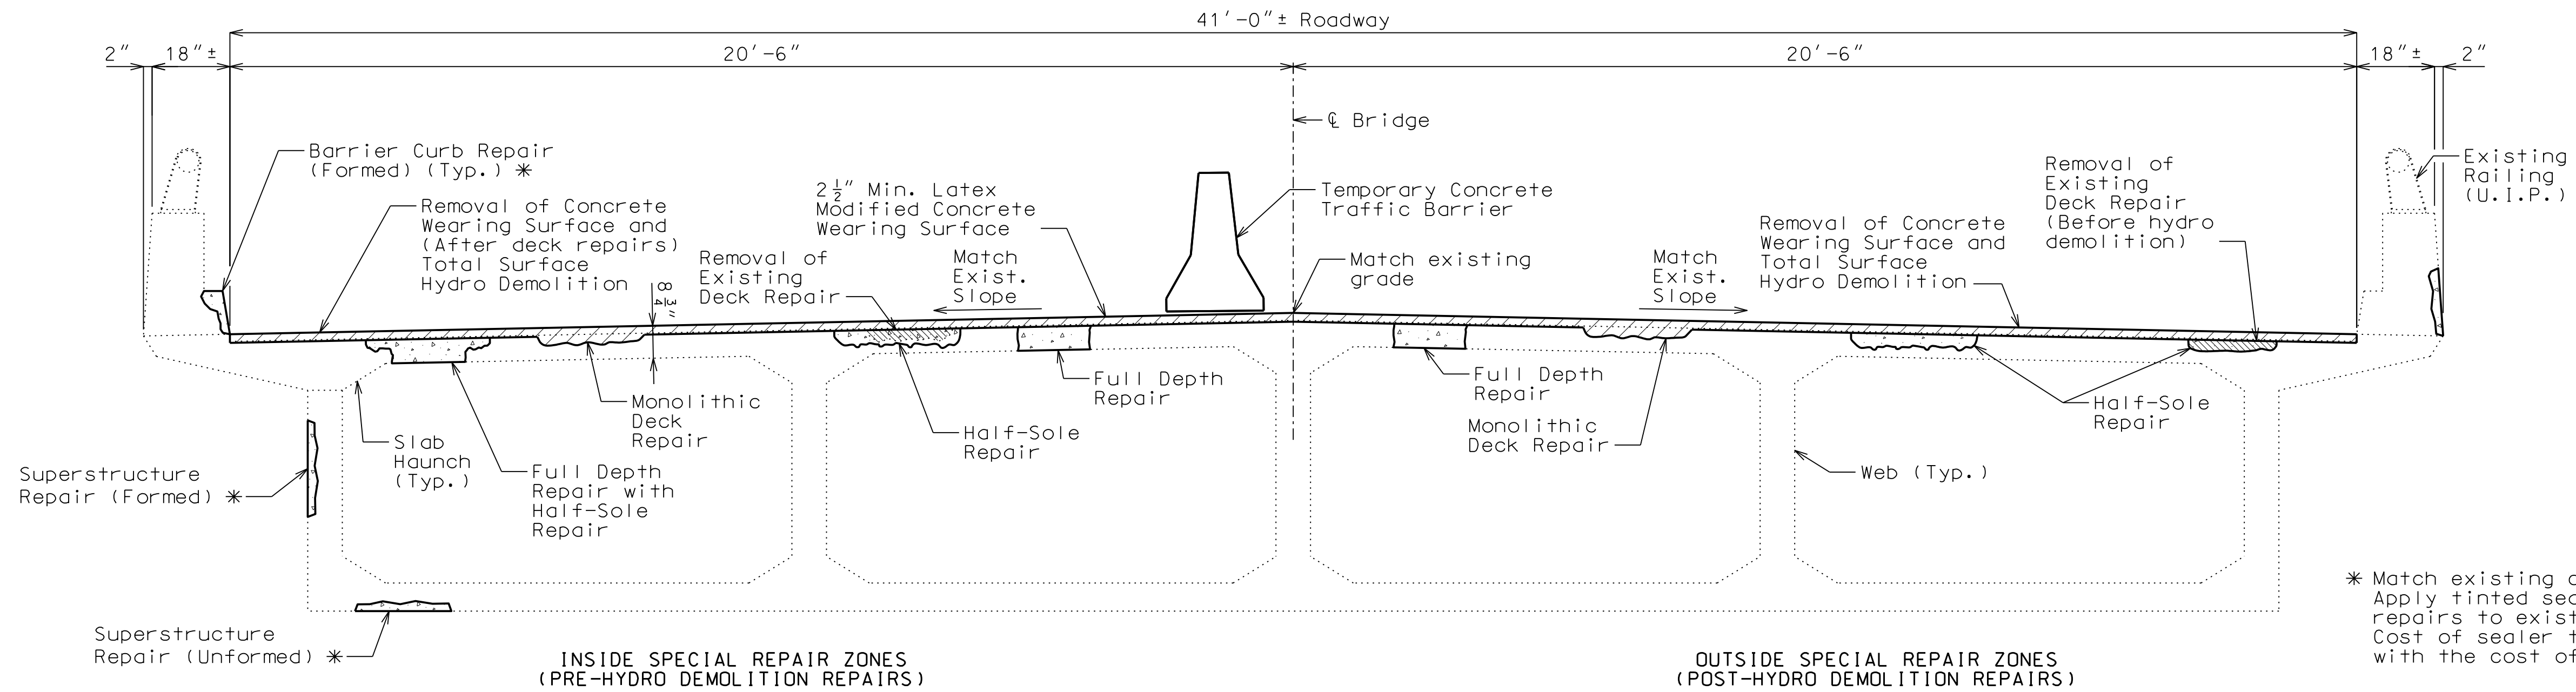 41'-0"± Roadway
2" 18"± 20'-6" 20'-6" 18"± 2"
℄ Bridge
Barrier Curb Repair
(Formed) (Typ.) *
Removal of Concrete
Wearing Surface and
(After deck repairs)
Total Surface
Hydro Demolition
8 3/4"
Removal of
Existing
Deck Repair
2 1/2" Min. Latex
Modified Concrete
Wearing Surface
Match
Exist.
Slope
Temporary Concrete
Traffic Barrier
Match existing
grade
Match
Exist.
Slope
Removal of Concrete
Wearing Surface and
Total Surface
Hydro Demolition
Removal of
Existing
Deck Repair
(Before hydro
demolition)
Existing
Railing
(U.I.P.)
Superstructure
Repair (Formed) *
Slab
Haunch
(Typ.)
Full Depth
Repair with
Half-Sole
Repair
Monolithic
Deck
Repair
Half-Sole
Repair
Full Depth
Repair
Full Depth
Repair
Monolithic
Deck Repair
Web (Typ.)
Half-Sole
Repair
Superstructure
Repair (Unformed) *
INSIDE SPECIAL REPAIR ZONES
(PRE-HYDRO DEMOLITION REPAIRS)
OUTSIDE SPECIAL REPAIR ZONES
(POST-HYDRO DEMOLITION REPAIRS)
* Match existing
Apply tinted
repairs to
Cost of sealer
with the cost of